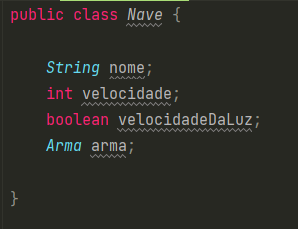 public class Nave {
String nome;
int velocidade;
boolean velocidadeDaLuz;
Arma arma;
}